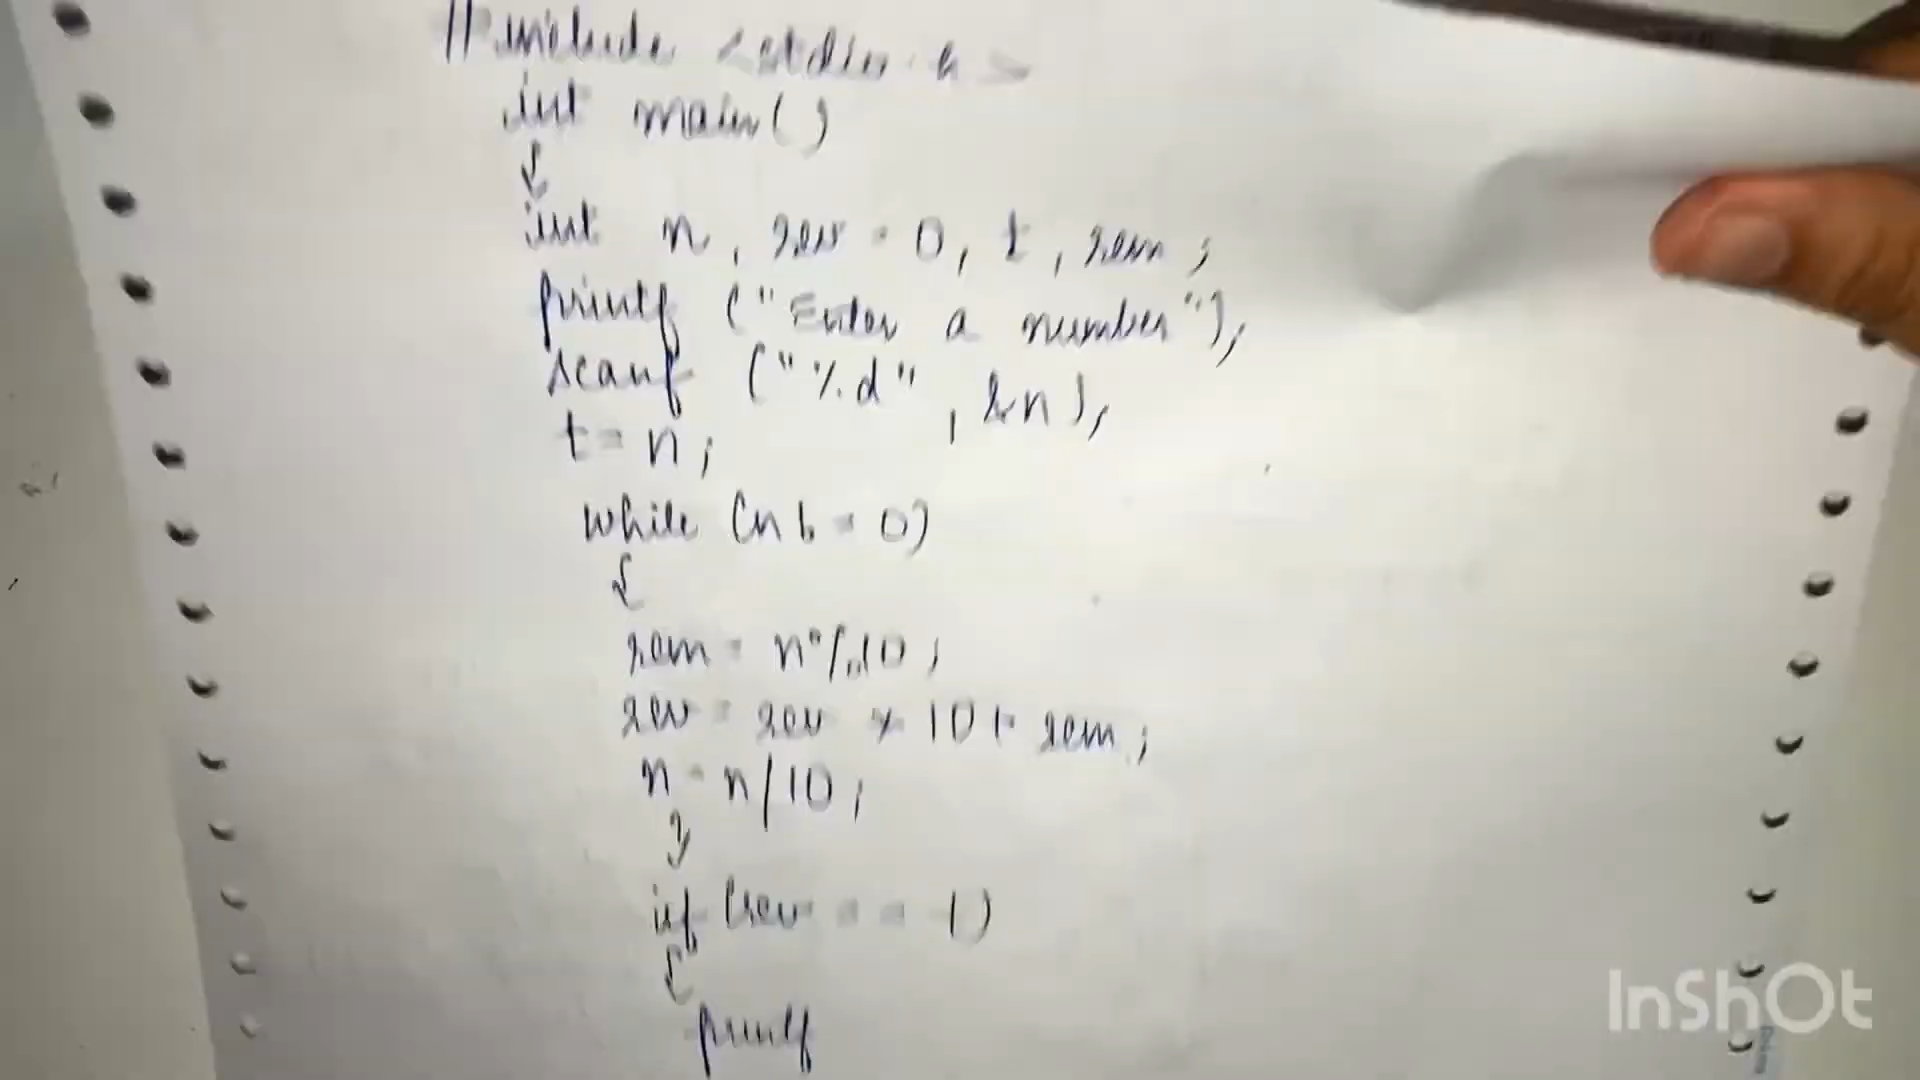 #include <stdio.h>
int main()
{
int n, rev = 0, t, rem;
printf ("Enter a number");
scanf ("%d", &n);
t = n;
while (n != 0)
{
rem = n%10;
rev = rev * 10 + rem;
n = n/10;
}
if (rev == t)
{
printf
InShOt